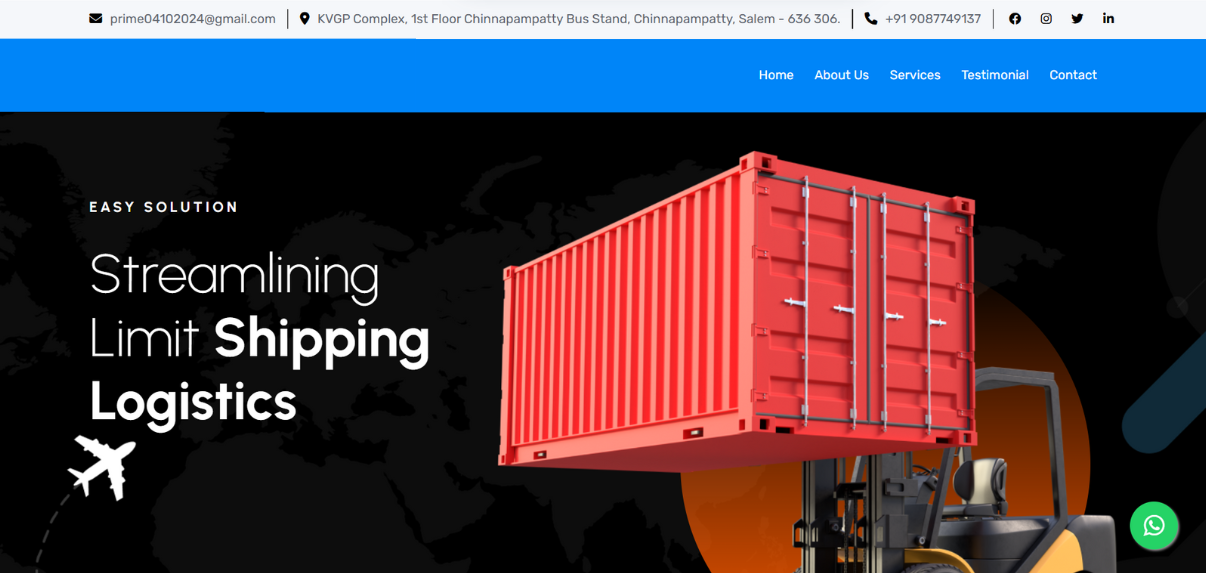 prime04102024@gmail.com KVGP Complex, 1st Floor Chinnapampatty Bus Stand, Chinnapampatty, Salem - 636 306. +91 9087749137
Home About Us Services Testimonial Contact
EASY SOLUTION
Streamlining
Limit Shipping
Logistics